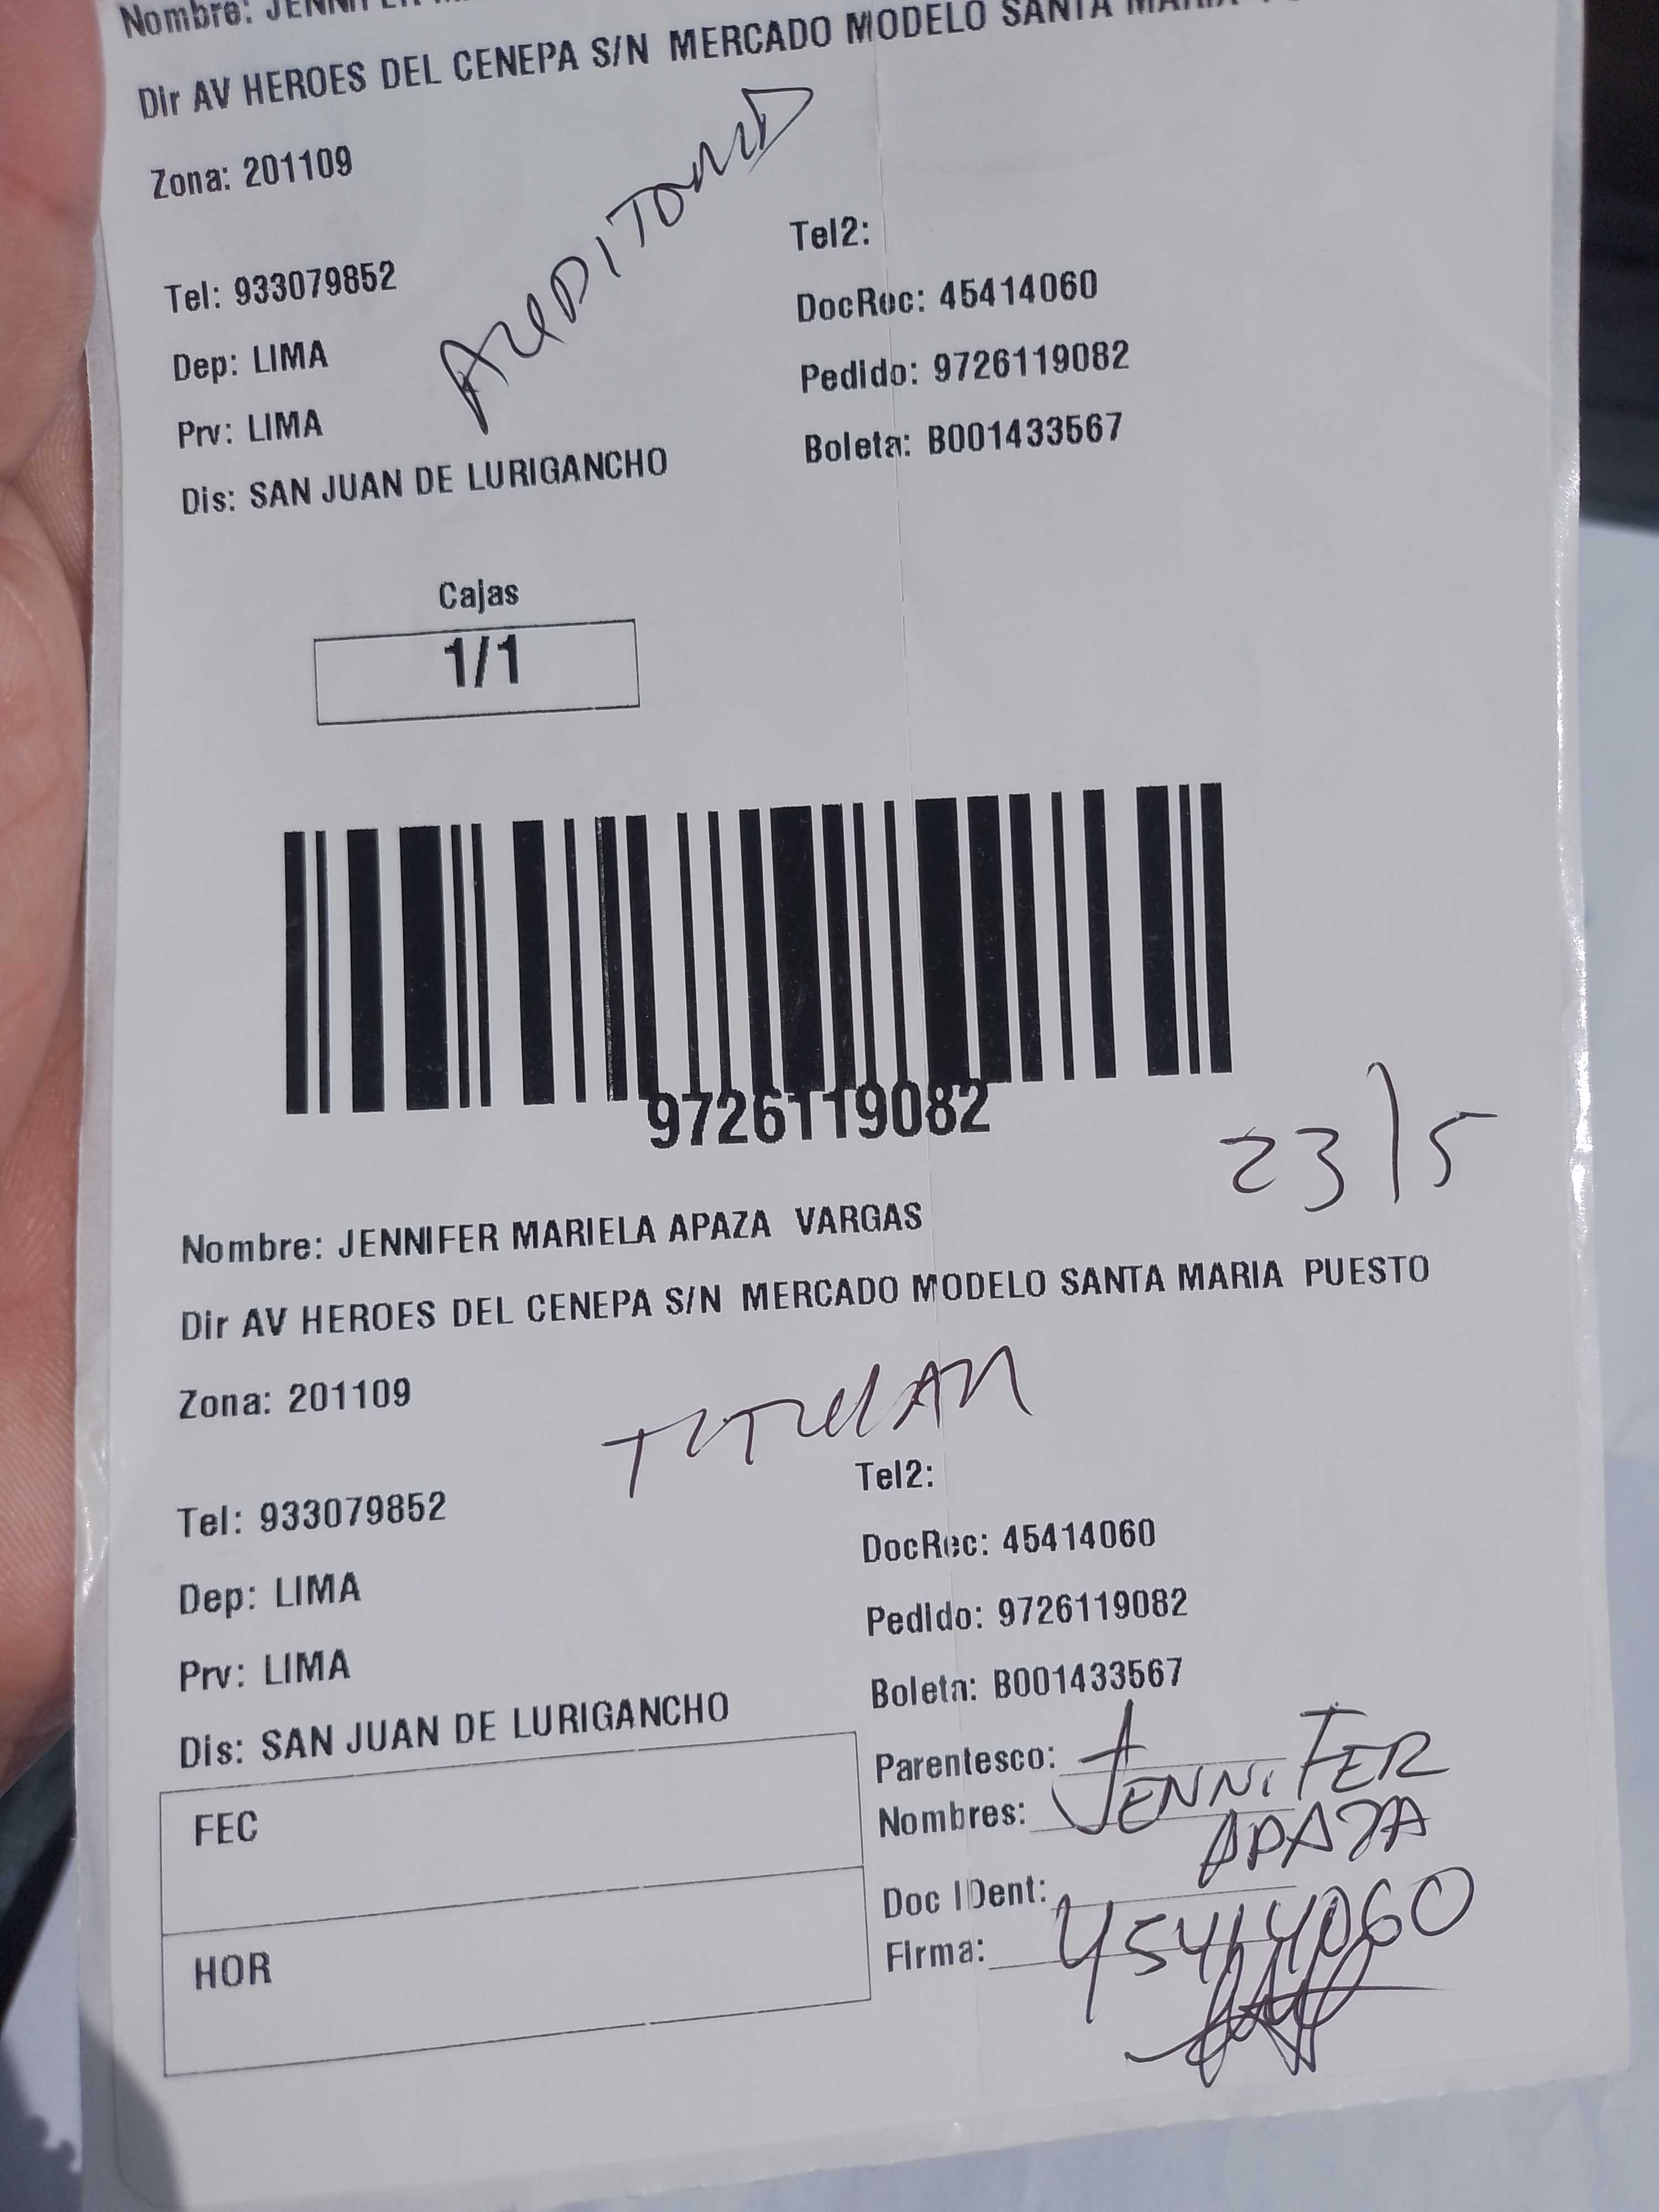 Nombre: JENNIFER
Dir AV HEROES DEL CENEPA S/N MERCADO MODELO SANTA MARIA
Zona: 201109
Tel: 933079852
Tel2:
DocRec: 45414060
Dep: LIMA
Pedido: 9726119082
Prv: LIMA
Boleta: B001433567
Dis: SAN JUAN DE LURIGANCHO
Cajas
1/1
9726119082
23/5
Nombre: JENNIFER MARIELA APAZA VARGAS
Dir AV HEROES DEL CENEPA S/N MERCADO MODELO SANTA MARIA PUESTO
Zona: 201109
TITULAR
Tel2:
Tel: 933079852
DocRec: 45414060
Dep: LIMA
Pedido: 9726119082
Prv: LIMA
Boleta: B001433567
Dis: SAN JUAN DE LURIGANCHO
Parentesco:
Nombres: JENNIFER
APAZA
FEC
Doc IDent: 45414060
Firma:
HOR